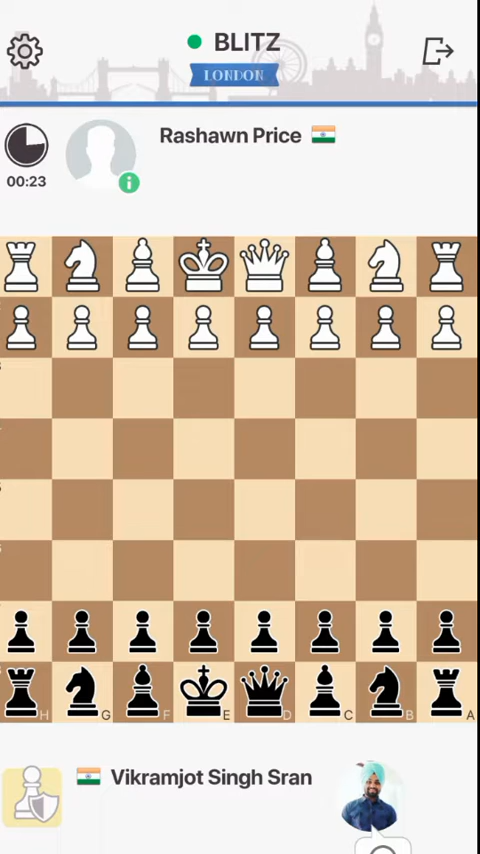 BLITZ
LONDON
Rashawn Price
00:23
H G F E D C B A
Vikramjot Singh Sran